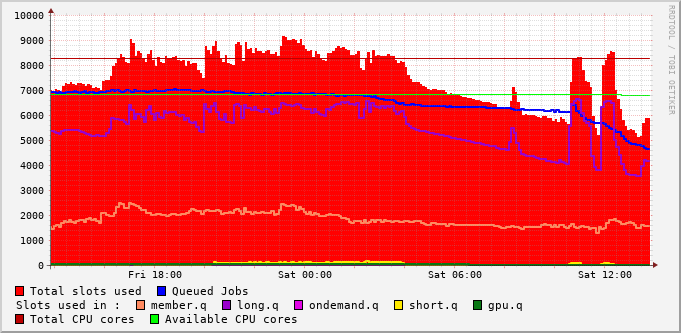 10000
9000
8000
7000
6000
5000
4000
3000
2000
1000
0
Fri 18:00 Sat 00:00 Sat 06:00 Sat 12:00
RRDTOOL / TOBI OETIKER
Total slots used Queued Jobs
Slots used in : member.q long.q ondemand.q short.q gpu.q
Total CPU cores Available CPU cores